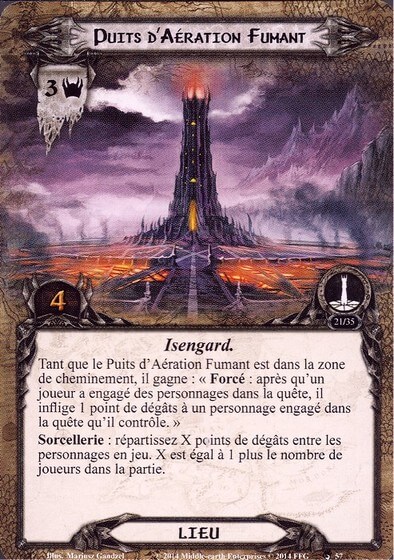 Puits d'Aération Fumant
3
4
21/35
Isengard.
Tant que le Puits d'Aération Fumant est dans la zone
de cheminement, il gagne : « Forcé : après qu'un
joueur a engagé des personnages dans la quête, il
inflige 1 point de dégâts à un personnage engagé dans
la quête qu'il contrôle. »
Sorcellerie : répartissez X points de dégâts entre les
personnages en jeu. X est égal à 1 plus le nombre de
joueurs dans la partie.
LIEU
Illus. Mariusz Gandzel © 2014 Middle-earth Enterprises © 2014 FFG 57